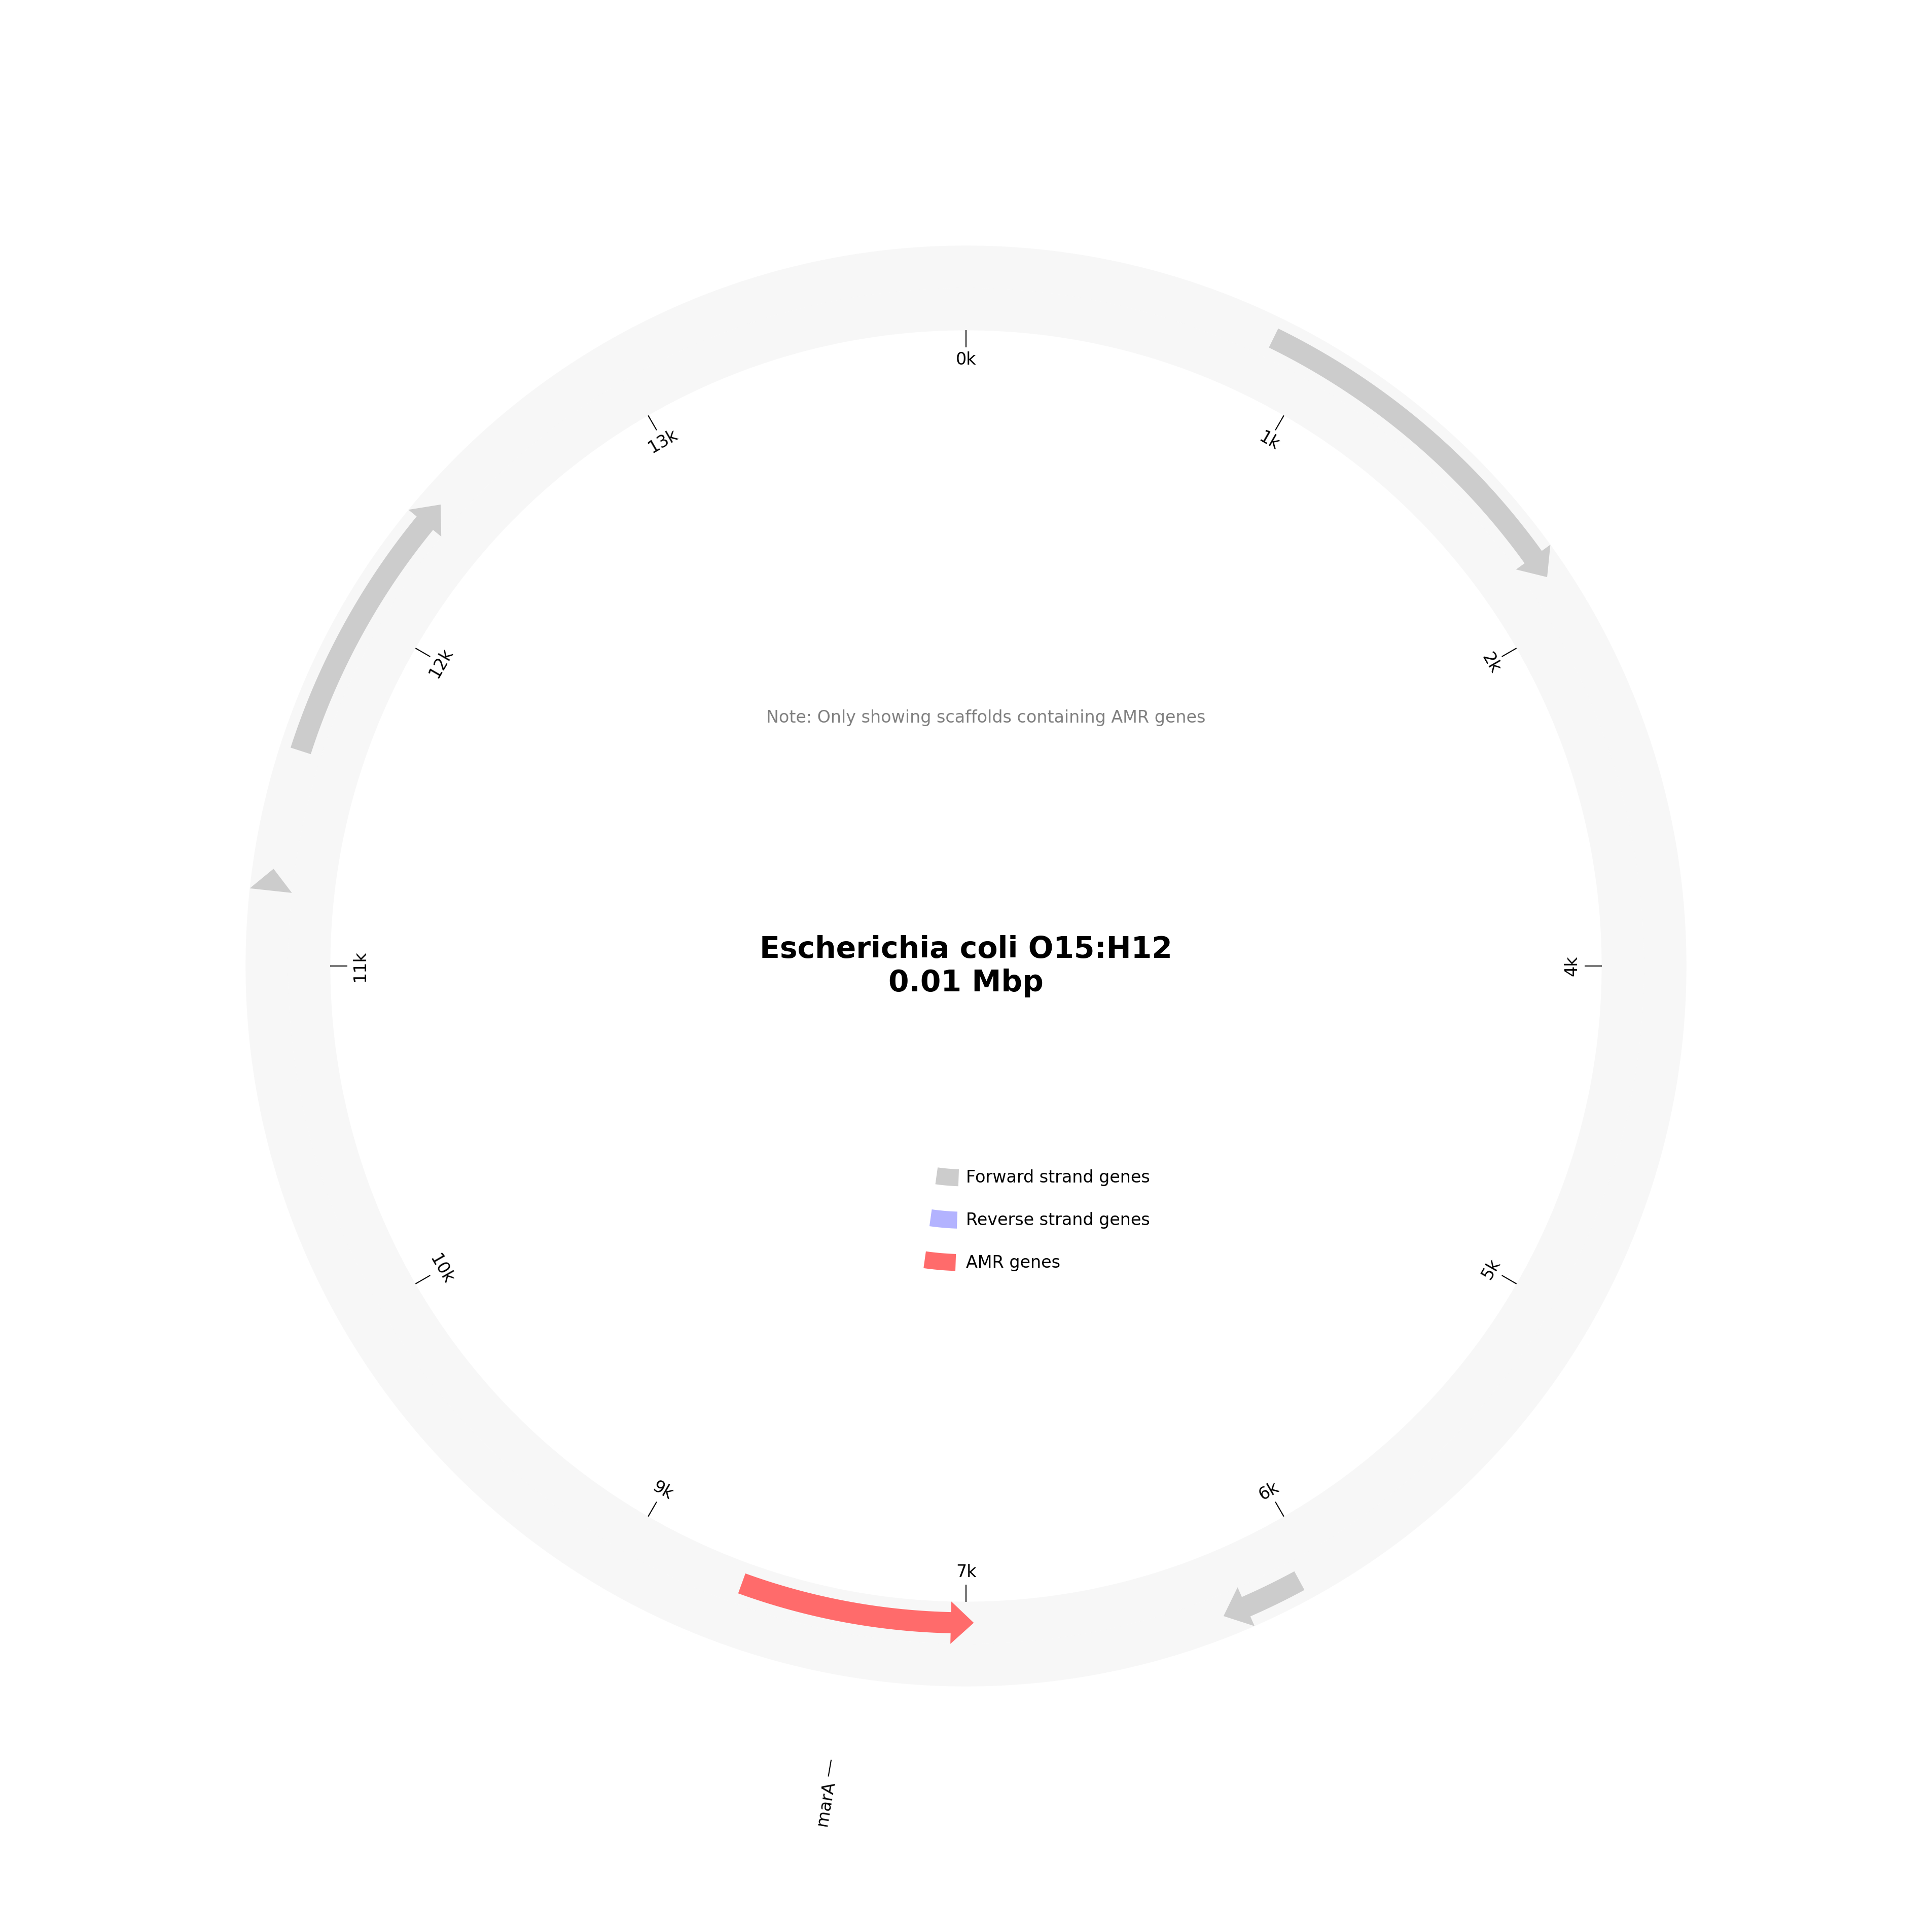 0k
1k
2k
4k
5k
6k
7k
9k
10k
11k
12k
13k
Note: Only showing scaffolds containing AMR genes
Escherichia coli O15:H12
0.01 Mbp
Forward strand genes
Reverse strand genes
AMR genes
marA